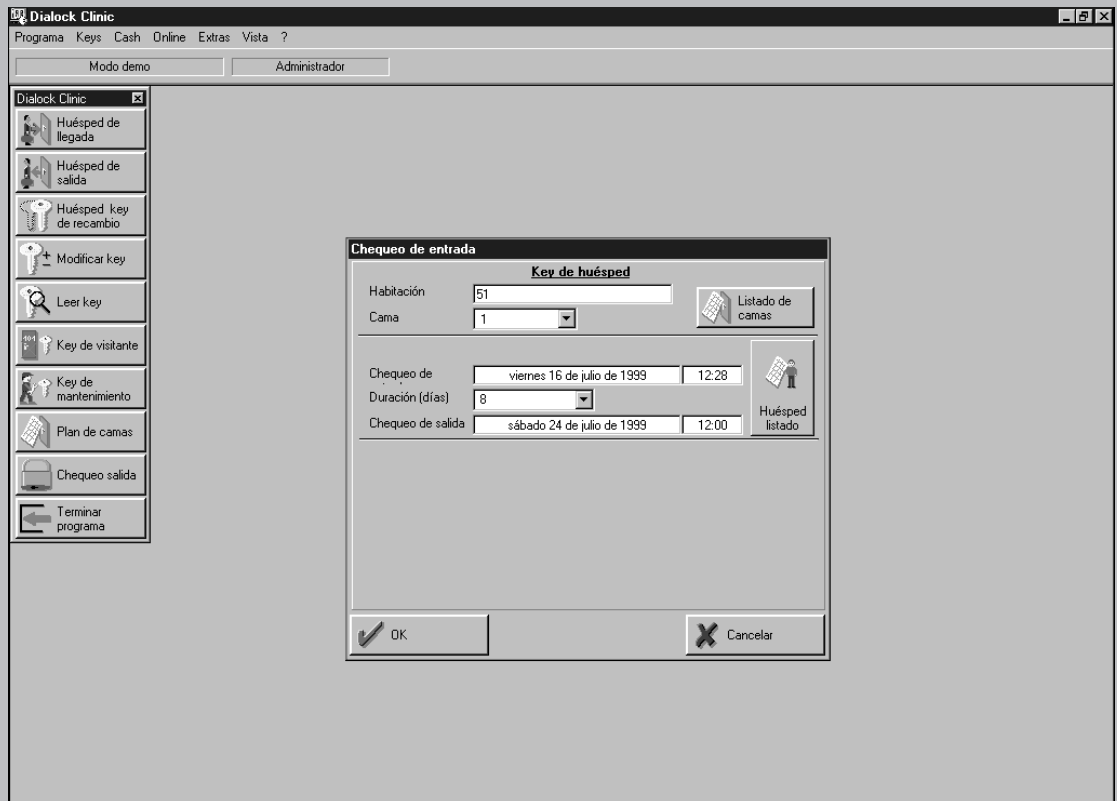 Dialock Clinic
Programa Keys Cash Online Extras Vista ?
Modo demo Administrador
Dialock Clinic
Huésped de
llegada
Huésped de
salida
Huésped key
de recambio
Modificar key
Leer key
Key de visitante
Key de
mantenimiento
Plan de camas
Chequeo salida
Terminar
programa
Chequeo de entrada
Key de huésped
Habitación 51
Cama 1
Listado de
camas
Chequeo de viernes 16 de julio de 1999 12:28
Duración (días) 8
Chequeo de salida sábado 24 de julio de 1999 12:00
Huésped
listado
OK Cancelar